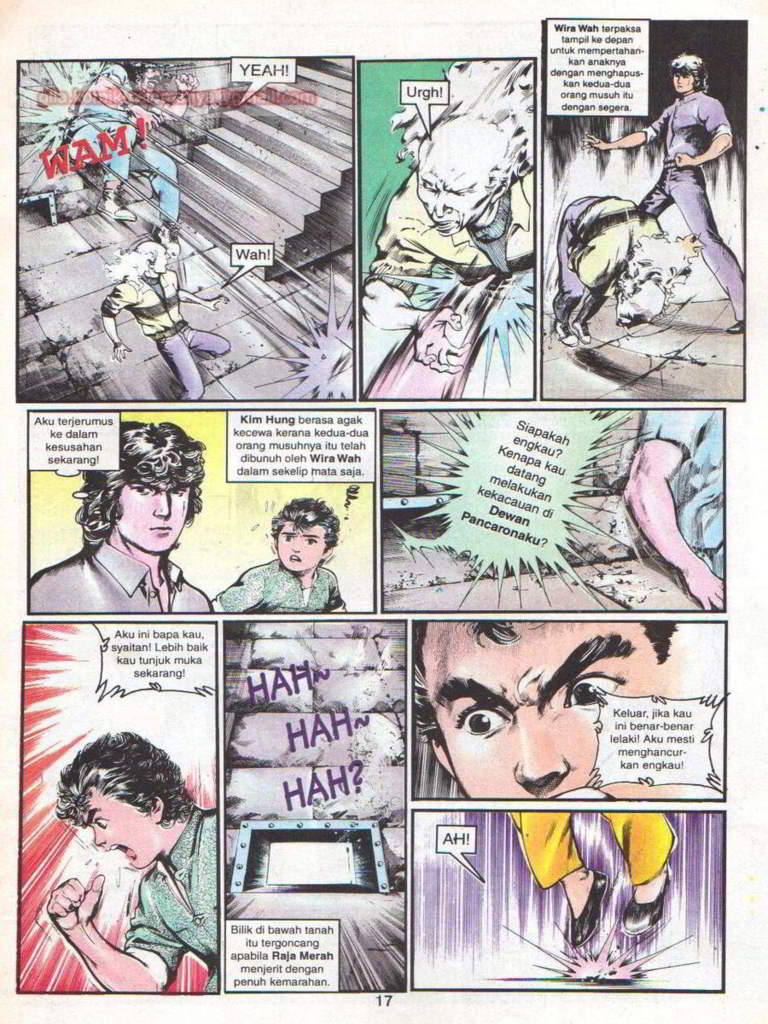 YEAH!
WAM!
Wah!
Urgh!
Wira Wah terpaksa
tampil ke depan
untuk mempertahan-
kan anaknya
dengan menghapus-
kan kedua-dua
orang musuh itu
dengan segera.
Aku terjerumus
ke dalam
kesusahan
sekarang!
Kim Hung berasa agak
kecewa kerana kedua-dua
orang musuhnya itu telah
dibunuh oleh Wira Wah
dalam sekelip mata saja.
Siapakah
engkau?
Kenapa kau
datang
melakukan
kekacauan di
Dewan
Pancaronaku?
Aku ini bapa kau,
syaitan! Lebih baik
kau tunjuk muka
sekarang!
HAH~
HAH~
HAH?
Bilik di bawah tanah
itu tergoncang
apabila Raja Merah
menjerit dengan
penuh kemarahan.
Keluar, jika kau
ini benar-benar
lelaki! Aku mesti
menghancur-
kan engkau!
AH!
17